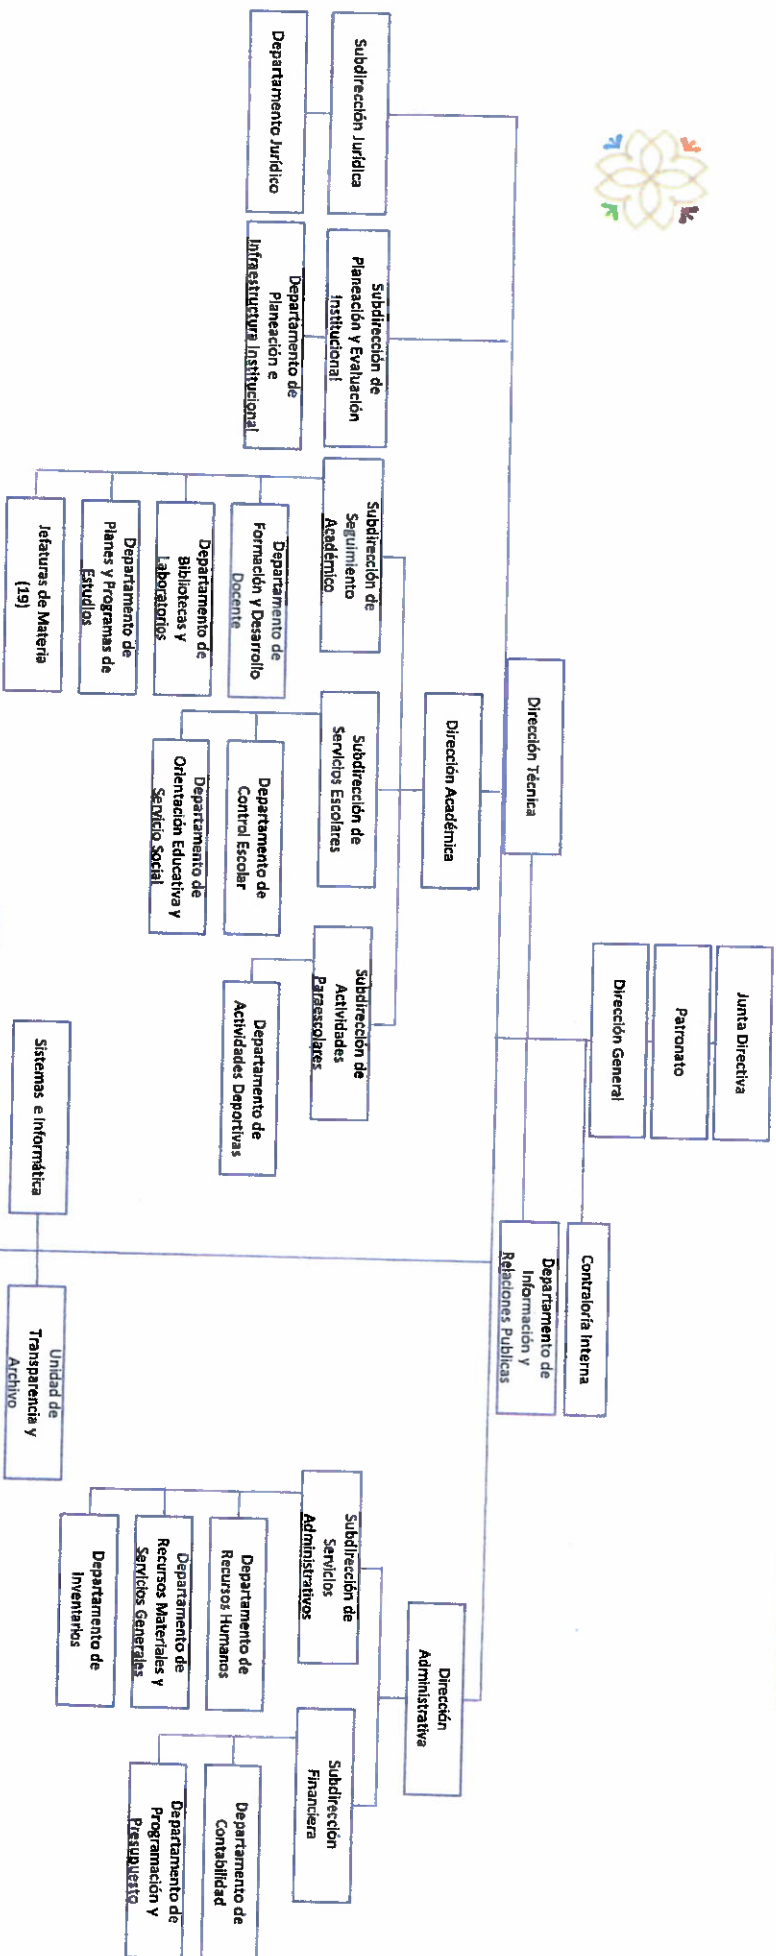 Junta Directiva
Patronato
Dirección General
Contraloría Interna
Dirección Técnica
Departamento de
Información y
Relaciones Publicas
Subdirección Jurídica
Departamento Jurídico
Subdirección de
Planeación y Evaluación
Institucional
Departamento de
Planeación e
Infraestructura Institucional
Dirección Académica
Subdirección de
Seguimiento
Académico
Departamento de
Formación y Desarrollo
Docente
Departamento de
Bibliotecas y
Laboratorios
Departamento de
Planes y Programas de
Estudios
Jefaturas de Materia
(19)
Subdirección de
Servicios Escolares
Departamento de
Control Escolar
Departamento de
Orientación Educativa y
Servicio Social
Subdirección de
Actividades
Paraescolares
Departamento de
Actividades Deportivas
Dirección
Administrativa
Subdirección de
Servicios
Administrativos
Departamento de
Recursos Humanos
Departamento de
Recursos Materiales y
Servicios Generales
Departamento de
Inventarios
Subdirección
Financiera
Departamento de
Contabilidad
Departamento de
Programación y
Presupuesto
Sistemas e Informática
Unidad de
Transparencia y
Archivo